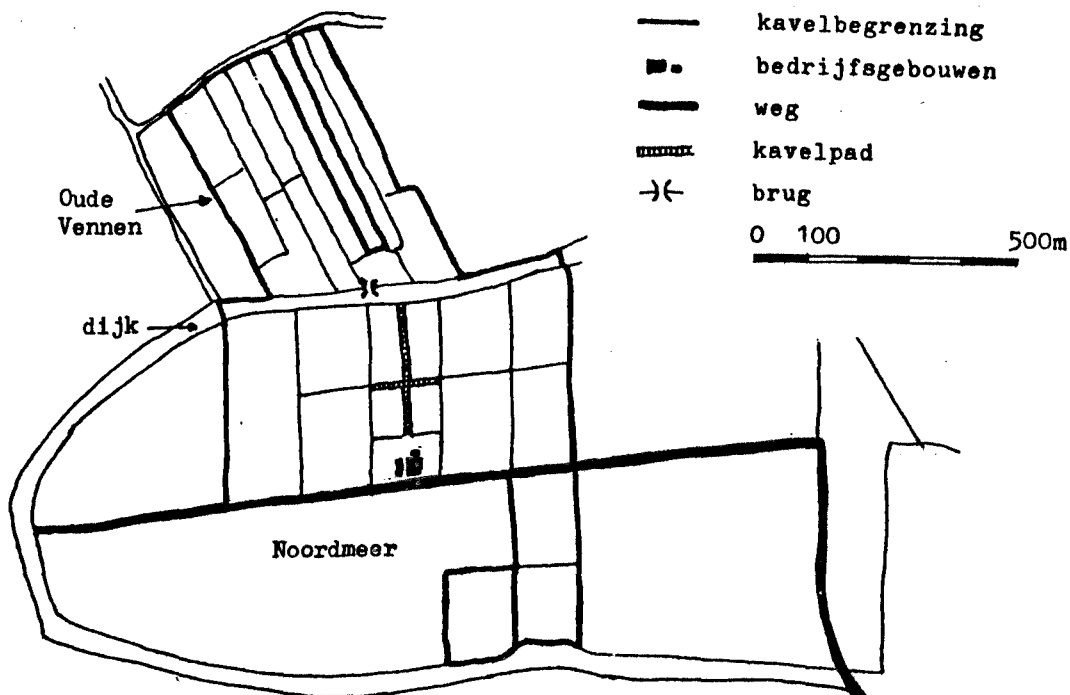 kavelbegrenzing
bedrijfsgebouwen
weg
kavelpad
brug
0 100 500m
Oude
Vennen
dijk
Noordmeer